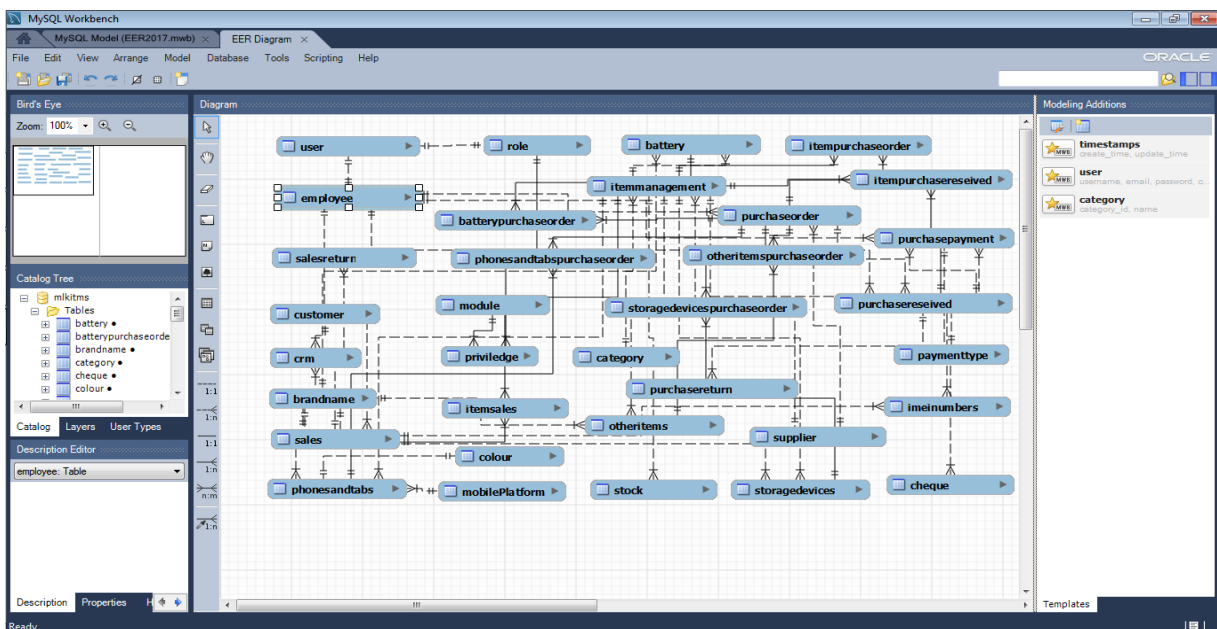 MySQL Workbench
MySQL Model (EER2017.mwb) ×
EER Diagram ×
File Edit View Arrange Model Database Tools Scripting Help
ORACLE
Bird's Eye
Zoom: 100%
Diagram
Modeling Additions
timestamps
create_time, update_time
user
username, email, password, c...
category
category_id, name
user
role
battery
itempurchaseorder
employee
itemmanagement
itempurchasereseived
batterypurchaseorder
purchaseorder
purchasepayment
salesreturn
phonesandtabspurchaseorder
otheritemspurchaseorder
customer
module
storagedevicespurchaseorder
purchasereseived
crm
priviledge
category
paymenttype
purchasereturn
brandname
itemsales
imeinumbers
otheritems
sales
supplier
colour
phonesandtabs
mobilePlatform
stock
storagedevices
cheque
1:1
1:n
1:1
1:n
n:m
1:n
Catalog Tree
mlkitms
Tables
battery ●
batterypurchaseorde
brandname ●
category ●
cheque ●
colour ●
Catalog Layers User Types
Description Editor
employee: Table
Description Properties H
Templates
Ready